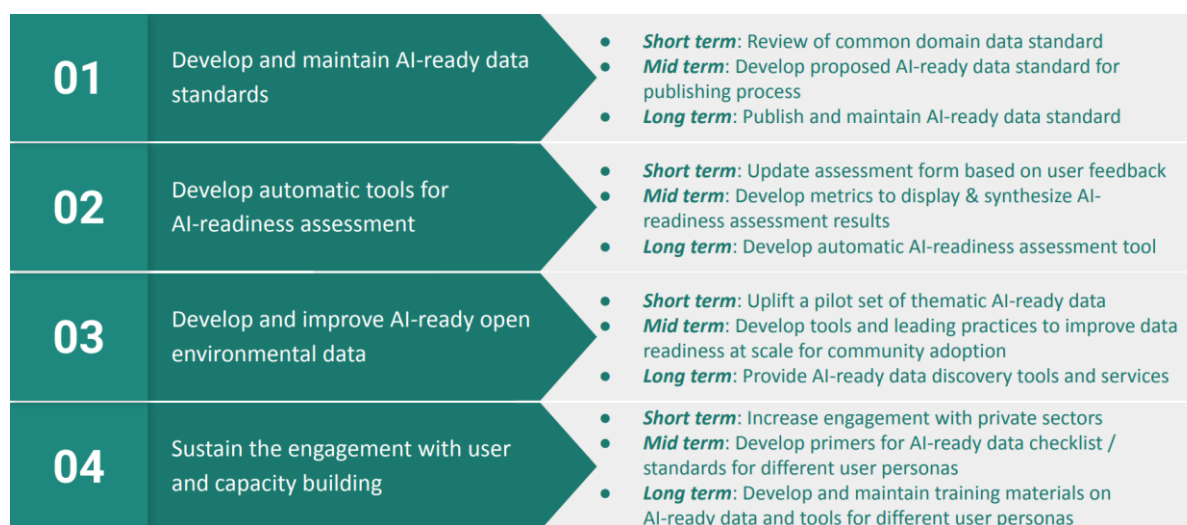 01
Develop and maintain AI-ready data
standards
● Short term: Review of common domain data standard
● Mid term: Develop proposed AI-ready data standard for
publishing process
● Long term: Publish and maintain AI-ready data standard
02
Develop automatic tools for
AI-readiness assessment
● Short term: Update assessment form based on user feedback
● Mid term: Develop metrics to display & synthesize AI-
readiness assessment results
● Long term: Develop automatic AI-readiness assessment tool
03
Develop and improve AI-ready open
environmental data
● Short term: Uplift a pilot set of thematic AI-ready data
● Mid term: Develop tools and leading practices to improve data
readiness at scale for community adoption
● Long term: Provide AI-ready data discovery tools and services
04
Sustain the engagement with user
and capacity building
● Short term: Increase engagement with private sectors
● Mid term: Develop primers for AI-ready data checklist /
standards for different user personas
● Long term: Develop and maintain training materials on
AI-ready data and tools for different user personas